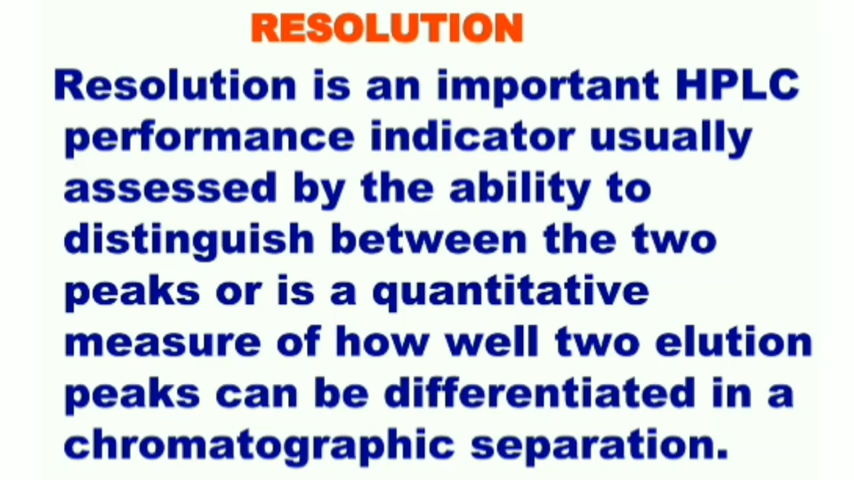 RESOLUTION
Resolution is an important HPLC
performance indicator usually
assessed by the ability to
distinguish between the two
peaks or is a quantitative
measure of how well two elution
peaks can be differentiated in a
chromatographic separation.